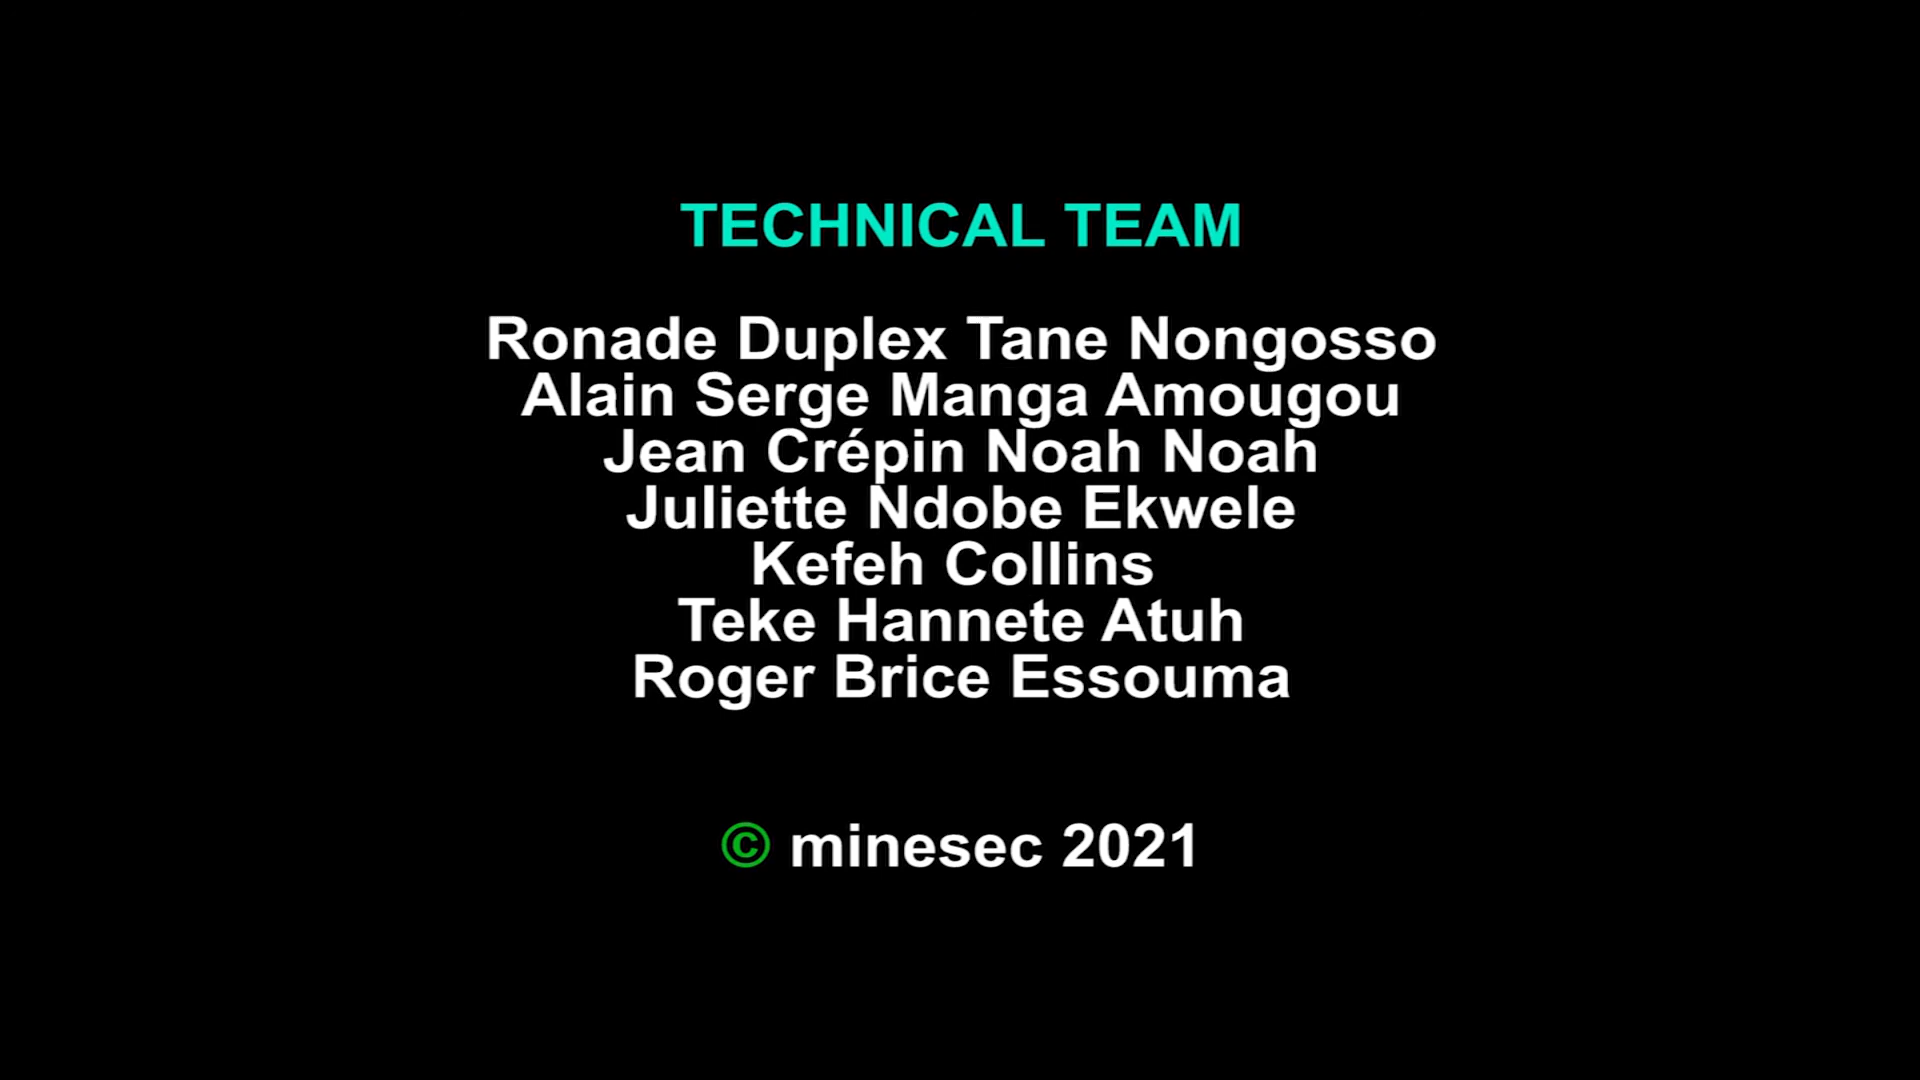 TECHNICAL TEAM
Ronade Duplex Tane Nongosso
Alain Serge Manga Amougou
Jean Crépin Noah Noah
Juliette Ndobe Ekwele
Kefeh Collins
Teke Hannete Atuh
Roger Brice Essouma
© minesec 2021